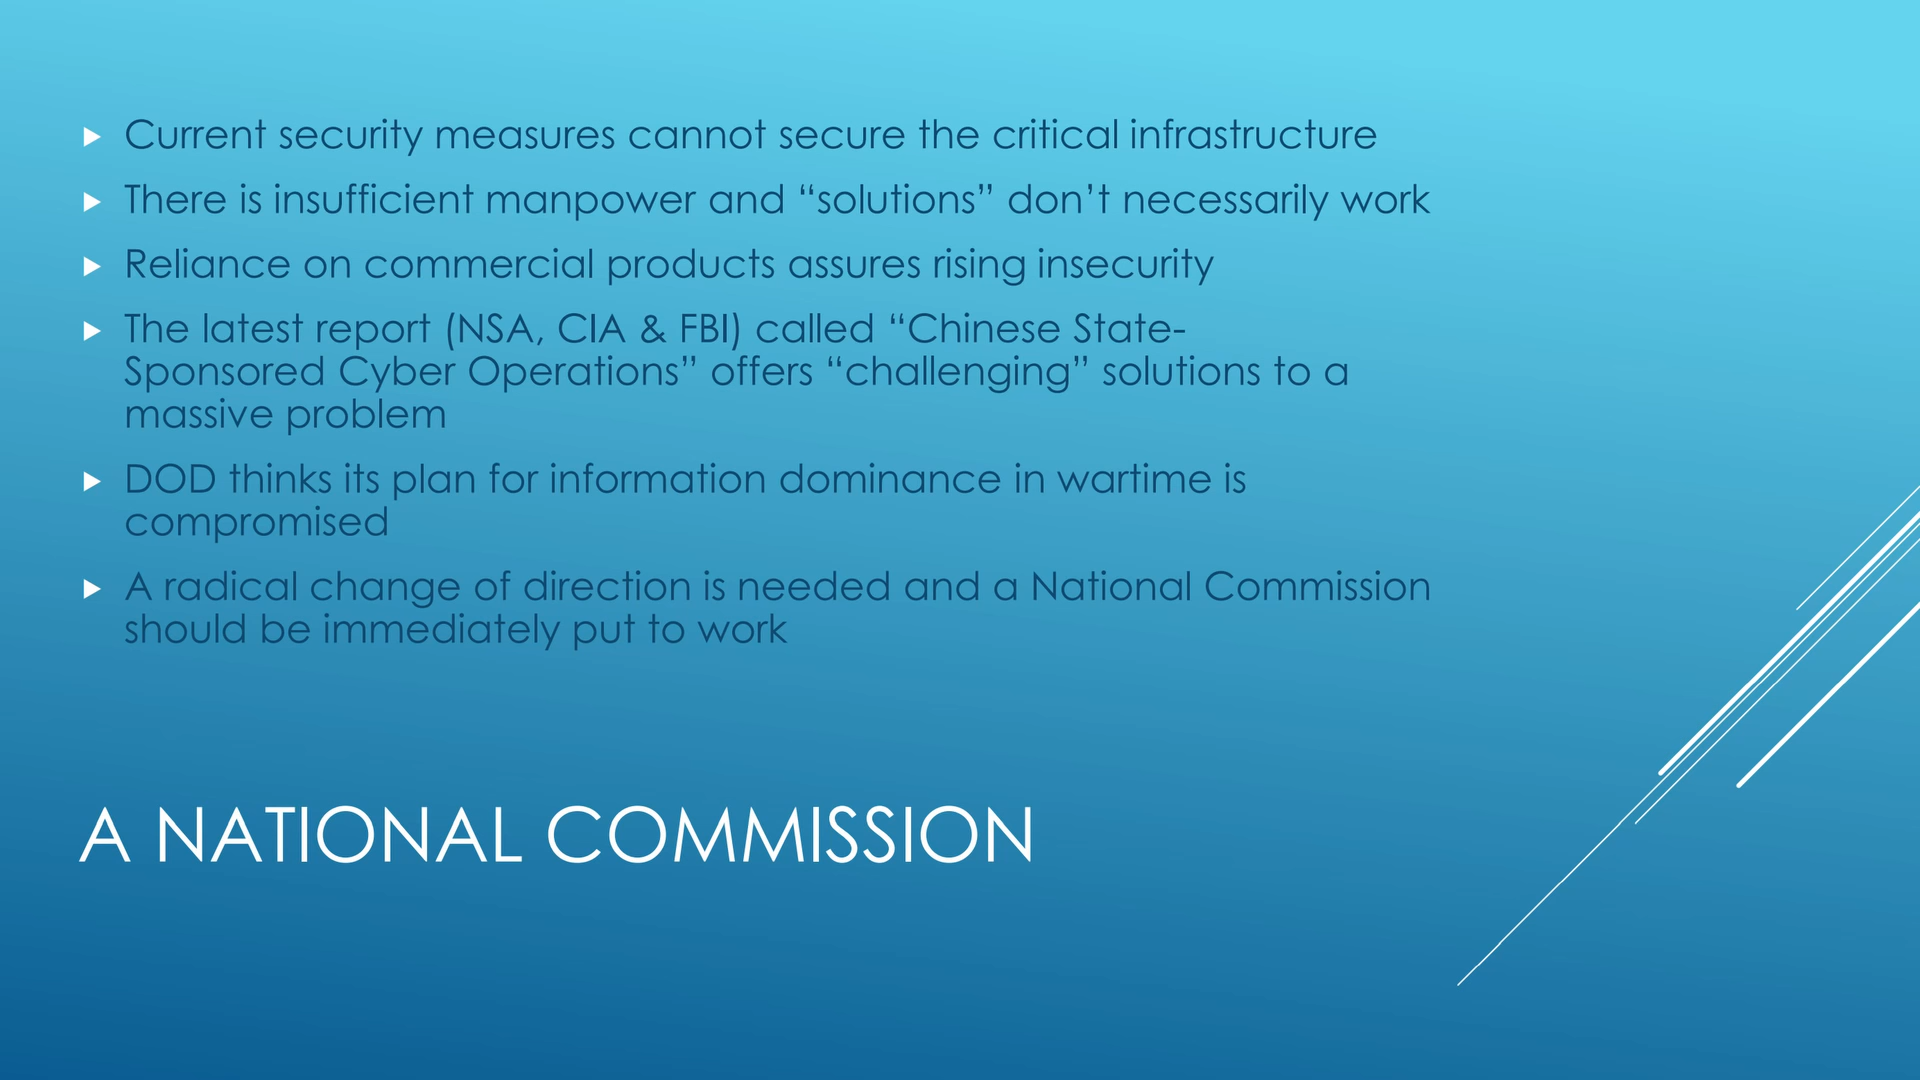 Current security measures cannot secure the critical infrastructure
There is insufficient manpower and “solutions” don’t necessarily work
Reliance on commercial products assures rising insecurity
The latest report (NSA, CIA & FBI) called “Chinese State-
Sponsored Cyber Operations” offers “challenging” solutions to a
massive problem
DOD thinks its plan for information dominance in wartime is
compromised
A radical change of direction is needed and a National Commission
should be immediately put to work
A NATIONAL COMMISSION